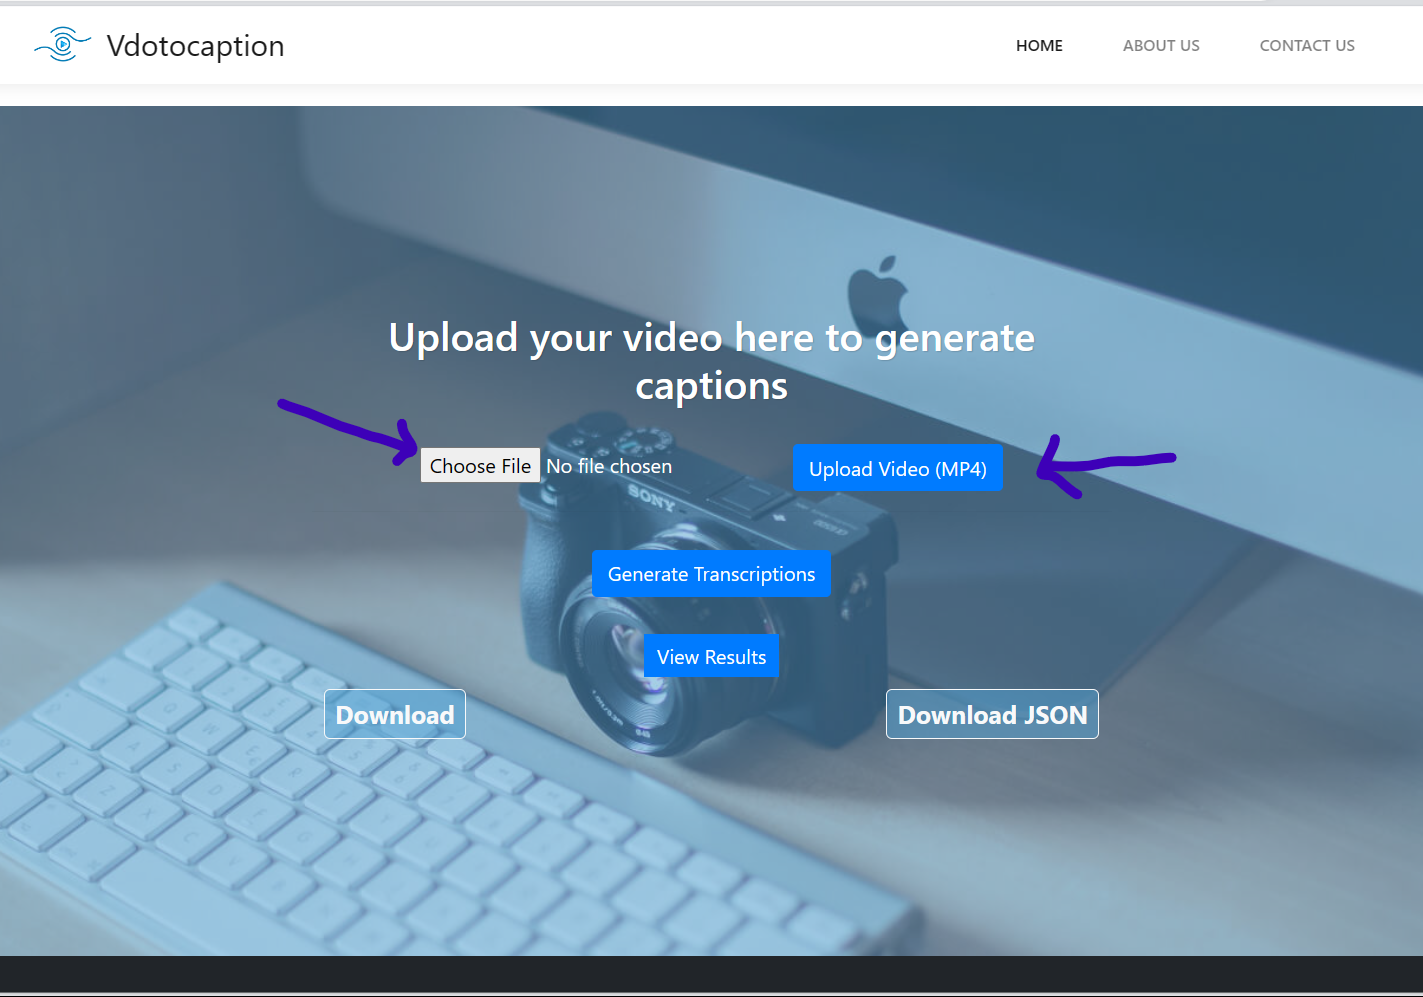 Vdotocaption
HOME
ABOUT US
CONTACT US
Upload your video here to generate
captions
Choose File No file chosen
Upload Video (MP4)
SONY
Generate Transcriptions
View Results
Download
Download JSON